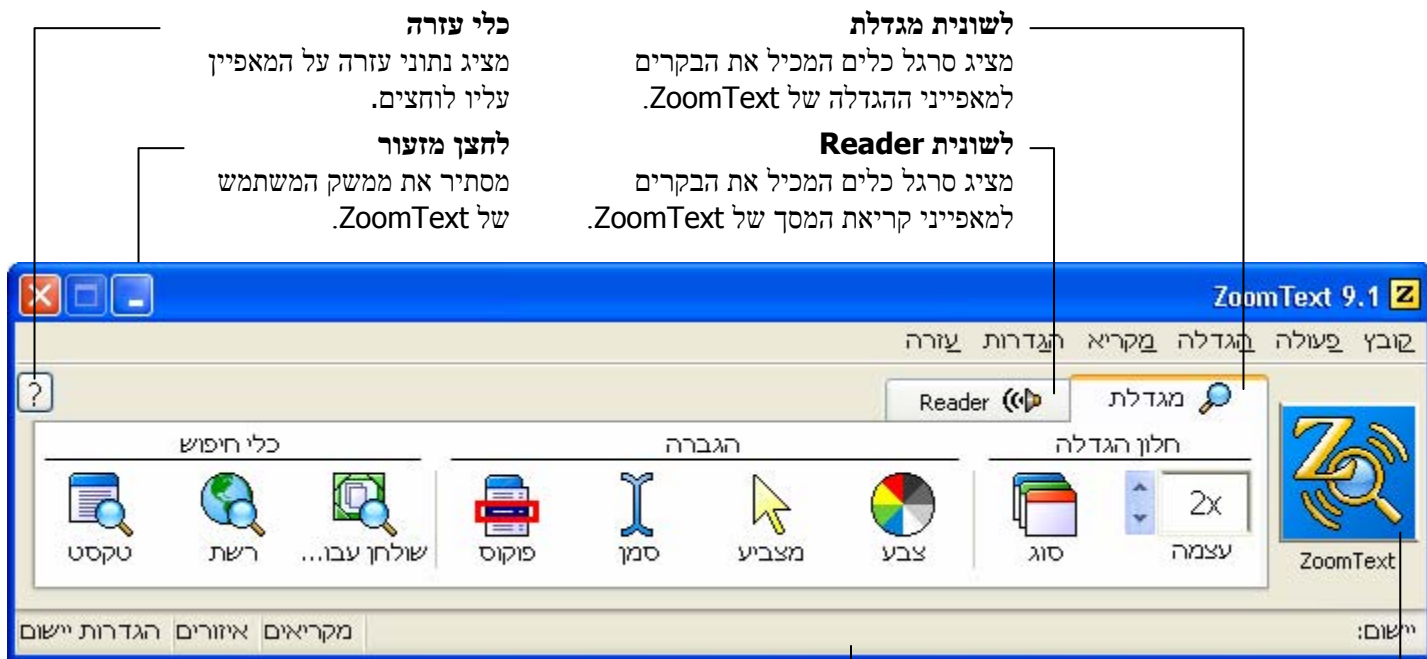 לשונית מגדלת
מציג סרגל כלים המכיל את הבקרים
למאפייני ההגדלה של ZoomText.
לשונית Reader
מציג סרגל כלים המכיל את הבקרים
למאפייני קריאת המסך של ZoomText.
כלי עזרה
מציג נתוני עזרה על המאפיין
עליו לוחצים.
לחצן מזעור
מסתיר את ממשק המשתמש
של ZoomText.
ZoomText 9.1
קובץ פעולה הגדלה מקריא הגדרות עזרה
מגדלת Reader ?
חלון הגדלה הגברה כלי חיפוש
2x
עצמה סוג צבע מצביע סמן פוקוס שולחן עבו... רשת טקסט
ZoomText
יישום: מקריאים איזורים הגדרות יישום